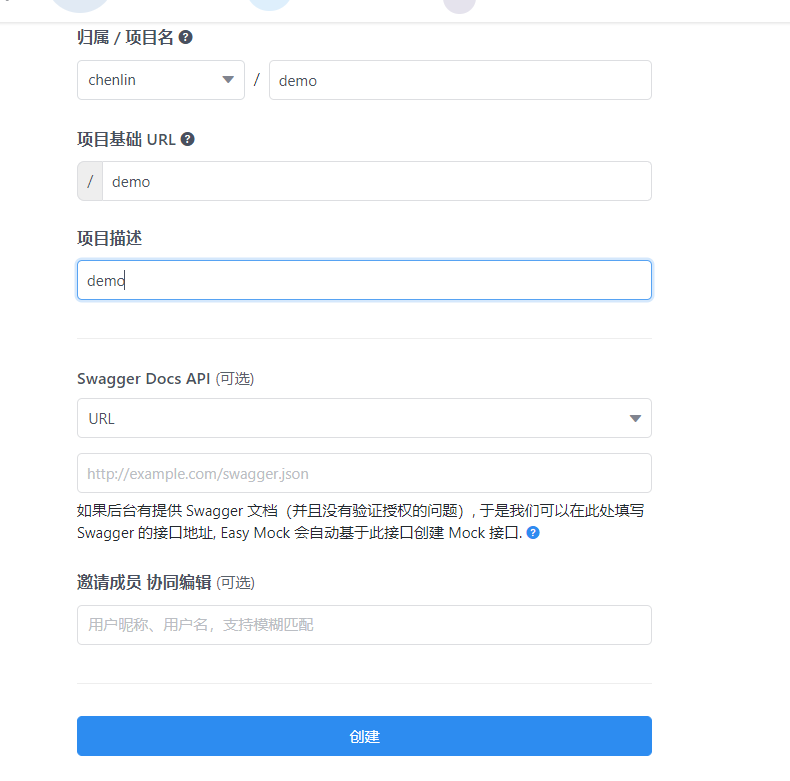 归属 / 项目名 ?
chenlin / demo
项目基础 URL ?
/ demo
项目描述
demo
Swagger Docs API (可选)
URL
http://example.com/swagger.json
如果后台有提供 Swagger 文档（并且没有验证授权的问题）, 于是我们可以在此处填写
Swagger 的接口地址, Easy Mock 会自动基于此接口创建 Mock 接口. ?
邀请成员 协同编辑 (可选)
用户昵称、用户名，支持模糊匹配
创建